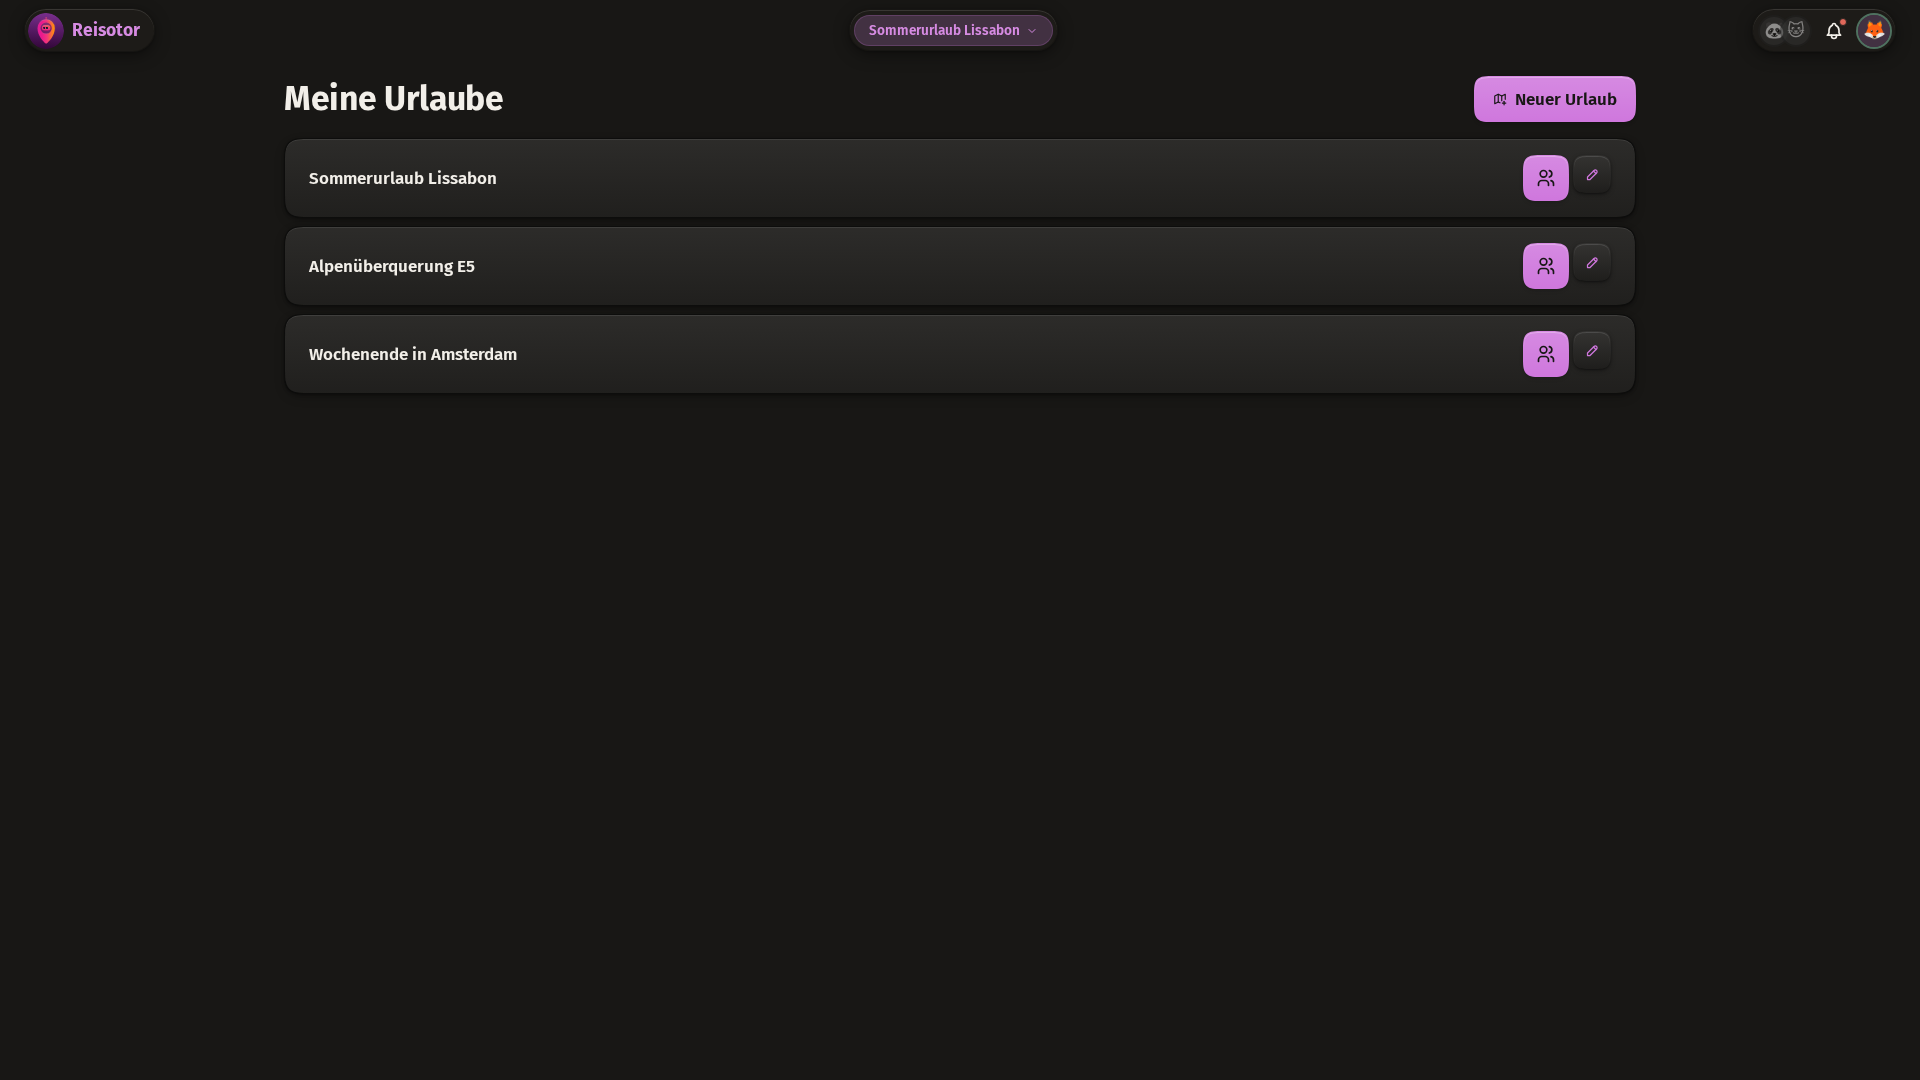 Reisotor
Sommerurlaub Lissabon
Meine Urlaube
Neuer Urlaub
Sommerurlaub Lissabon
Alpenüberquerung E5
Wochenende in Amsterdam